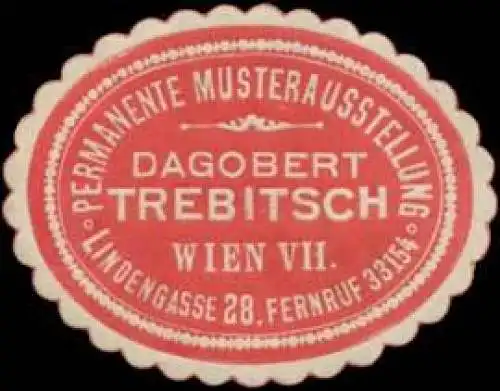 PERMANENTE MUSTERAUSSTELLUNG
DAGOBERT
TREBITSCH
WIEN VII.
LINDENGASSE 28. FERNRUF 33154